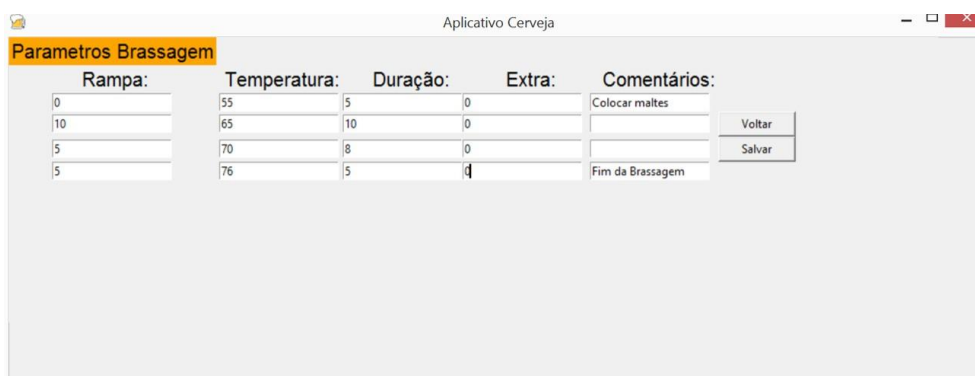 Aplicativo Cerveja
Parametros Brassagem
Rampa: Temperatura: Duração: Extra: Comentários:
0 55 5 0 Colocar maltes
10 65 10 0 Voltar
5 70 8 0 Salvar
5 76 5 0 Fim da Brassagem